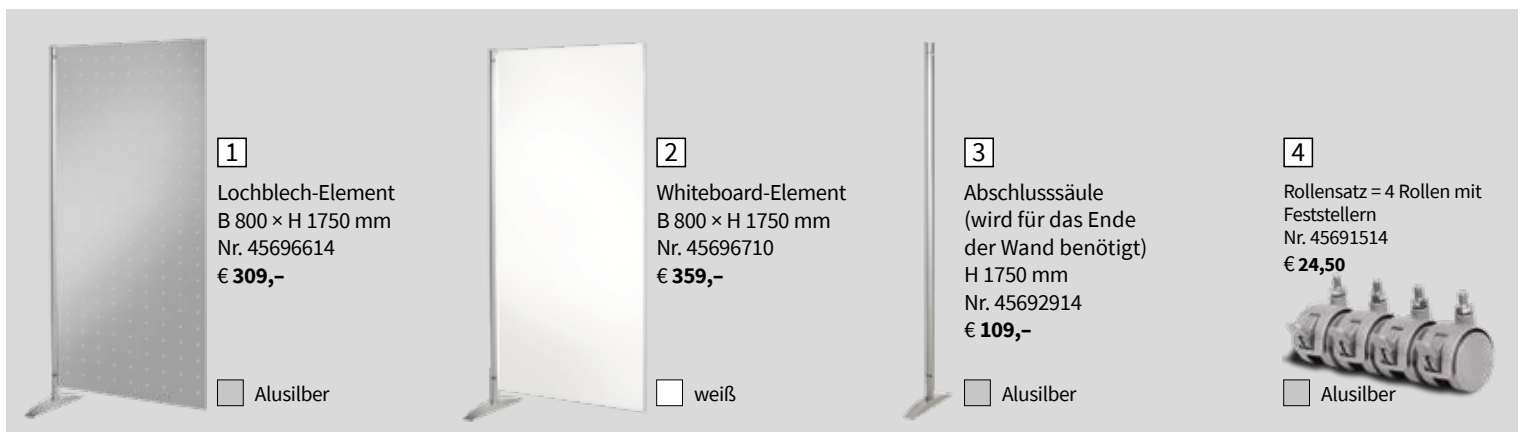 1
Lochblech-Element
B 800 × H 1750 mm
Nr. 45696614
€ 309,–
Alusilber
2
Whiteboard-Element
B 800 × H 1750 mm
Nr. 45696710
€ 359,–
weiß
3
Abschlusssäule
(wird für das Ende
der Wand benötigt)
H 1750 mm
Nr. 45692914
€ 109,–
Alusilber
4
Rollensatz = 4 Rollen mit
Feststellern
Nr. 45691514
€ 24,50
Alusilber